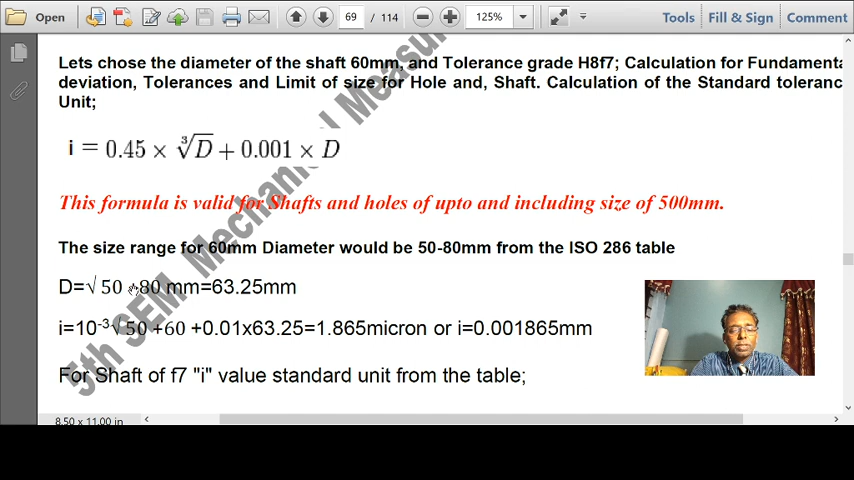 Open
69 / 114
125%
Tools
Fill & Sign
Comment
Lets chose the diameter of the shaft 60mm, and Tolerance grade H8f7; Calculation for Fundamenta
deviation, Tolerances and Limit of size for Hole and, Shaft. Calculation of the Standard toleranc
Unit;
i = 0.45 × ∛D + 0.001 × D
This formula is valid for Shafts and holes of upto and including size of 500mm.
The size range for 60mm Diameter would be 50-80mm from the ISO 286 table
D=√ 50 80 mm=63.25mm
i=10-³√50 +60 +0.01x63.25=1.865micron or i=0.001865mm
For Shaft of f7 "i" value standard unit from the table;
5th SEM. Mechanical Measur
8.50 x 11.00 in